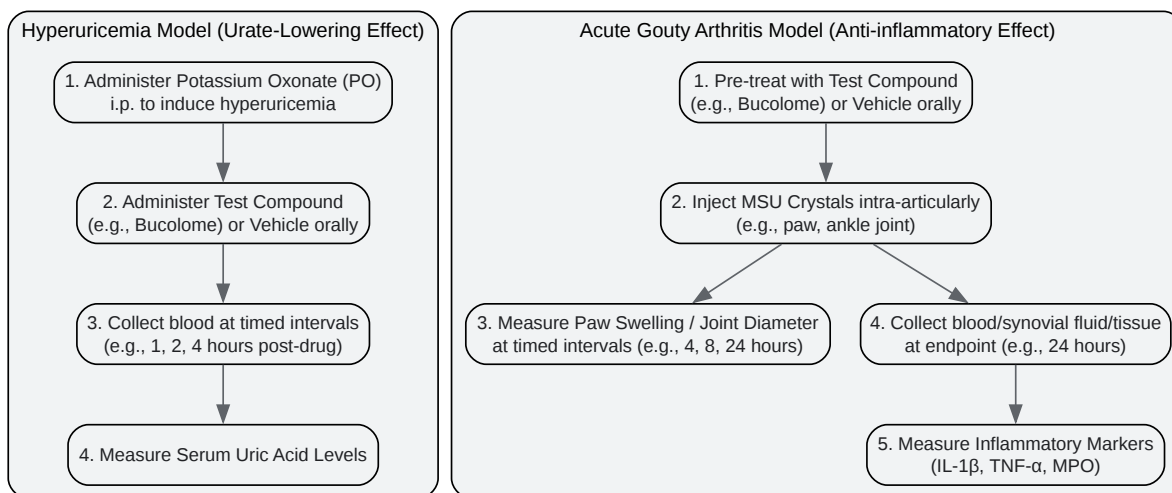 Hyperuricemia Model (Urate-Lowering Effect)
1. Administer Potassium Oxonate (PO)
i.p. to induce hyperuricemia
2. Administer Test Compound
(e.g., Bucolome) or Vehicle orally
3. Collect blood at timed intervals
(e.g., 1, 2, 4 hours post-drug)
4. Measure Serum Uric Acid Levels
Acute Gouty Arthritis Model (Anti-inflammatory Effect)
1. Pre-treat with Test Compound
(e.g., Bucolome) or Vehicle orally
2. Inject MSU Crystals intra-articularly
(e.g., paw, ankle joint)
3. Measure Paw Swelling / Joint Diameter
at timed intervals (e.g., 4, 8, 24 hours)
4. Collect blood/synovial fluid/tissue
at endpoint (e.g., 24 hours)
5. Measure Inflammatory Markers
(IL-1β, TNF-α, MPO)